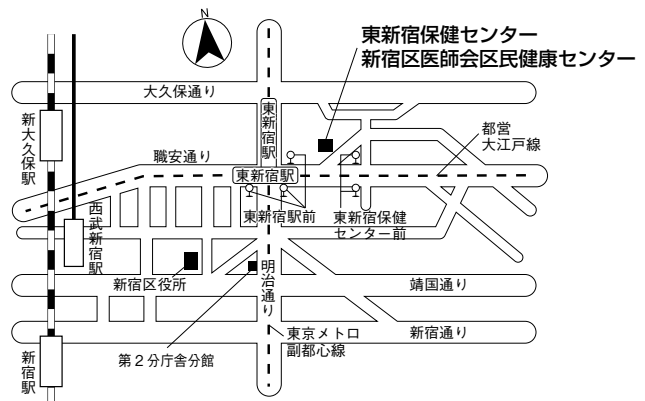 N
東新宿保健センター
新宿区医師会区民健康センター
大久保通り
新大久保駅
東新宿駅
都営
大江戸線
職安通り
東新宿駅
西武新宿駅
東新宿駅前
東新宿保健
センター前
新宿区役所
明治通り
靖国通り
東京メトロ
副都心線
新宿通り
第2分庁舎分館
新宿駅